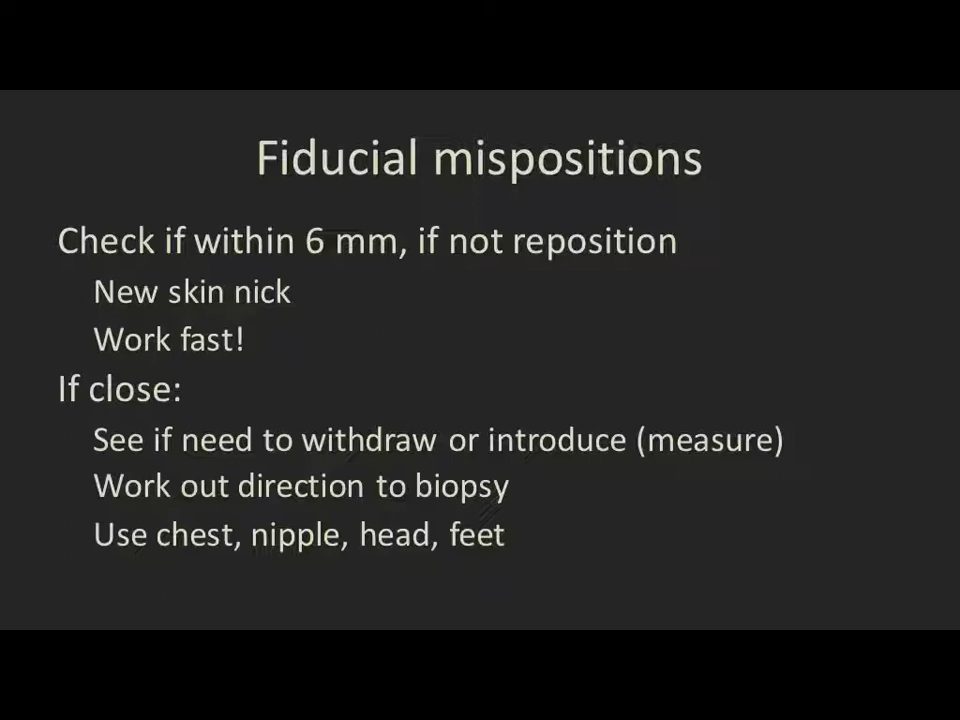 Fiducial mispositions
Check if within 6 mm, if not reposition
New skin nick
Work fast!
If close:
See if need to withdraw or introduce (measure)
Work out direction to biopsy
Use chest, nipple, head, feet